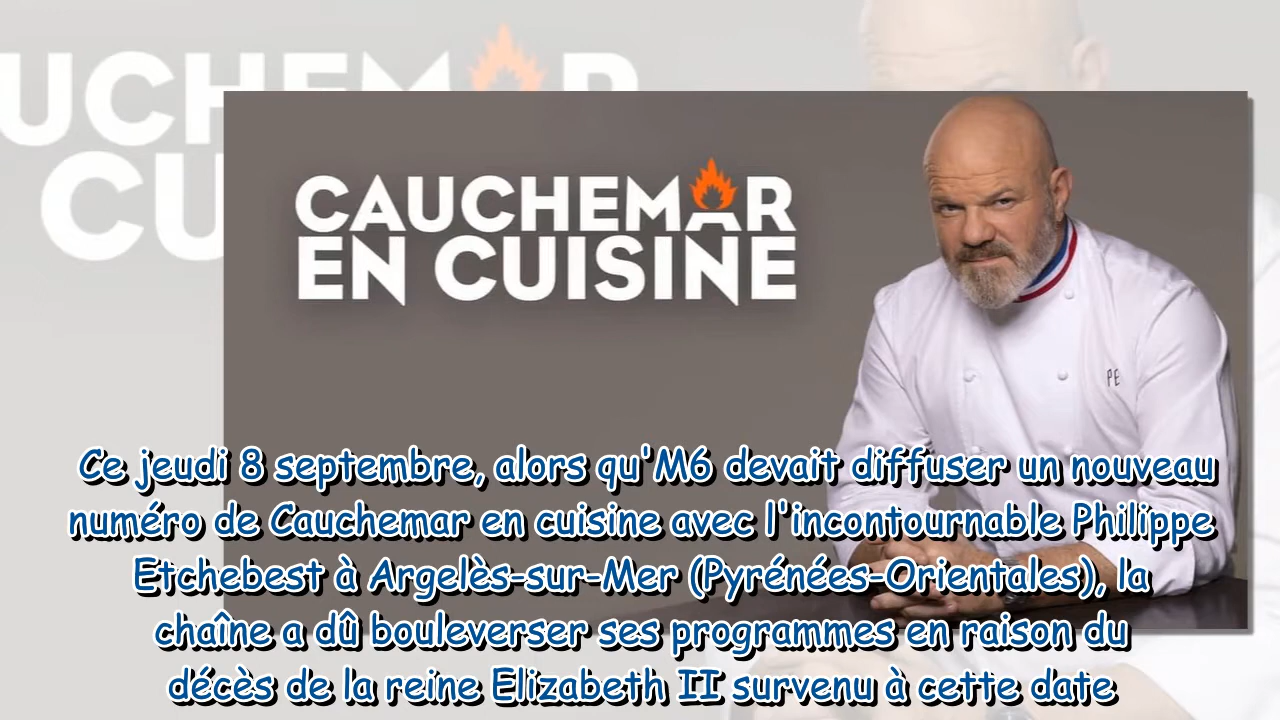 UCHEMAR
CU
CAUCHEMAR
EN CUISINE
PE
Ce jeudi 8 septembre, alors qu'M6 devait diffuser un nouveau
numéro de Cauchemar en cuisine avec l'incontournable Philippe
Etchebest à Argelès-sur-Mer (Pyrénées-Orientales), la
chaîne a dû bouleverser ses programmes en raison du
décès de la reine Elizabeth II survenu à cette date